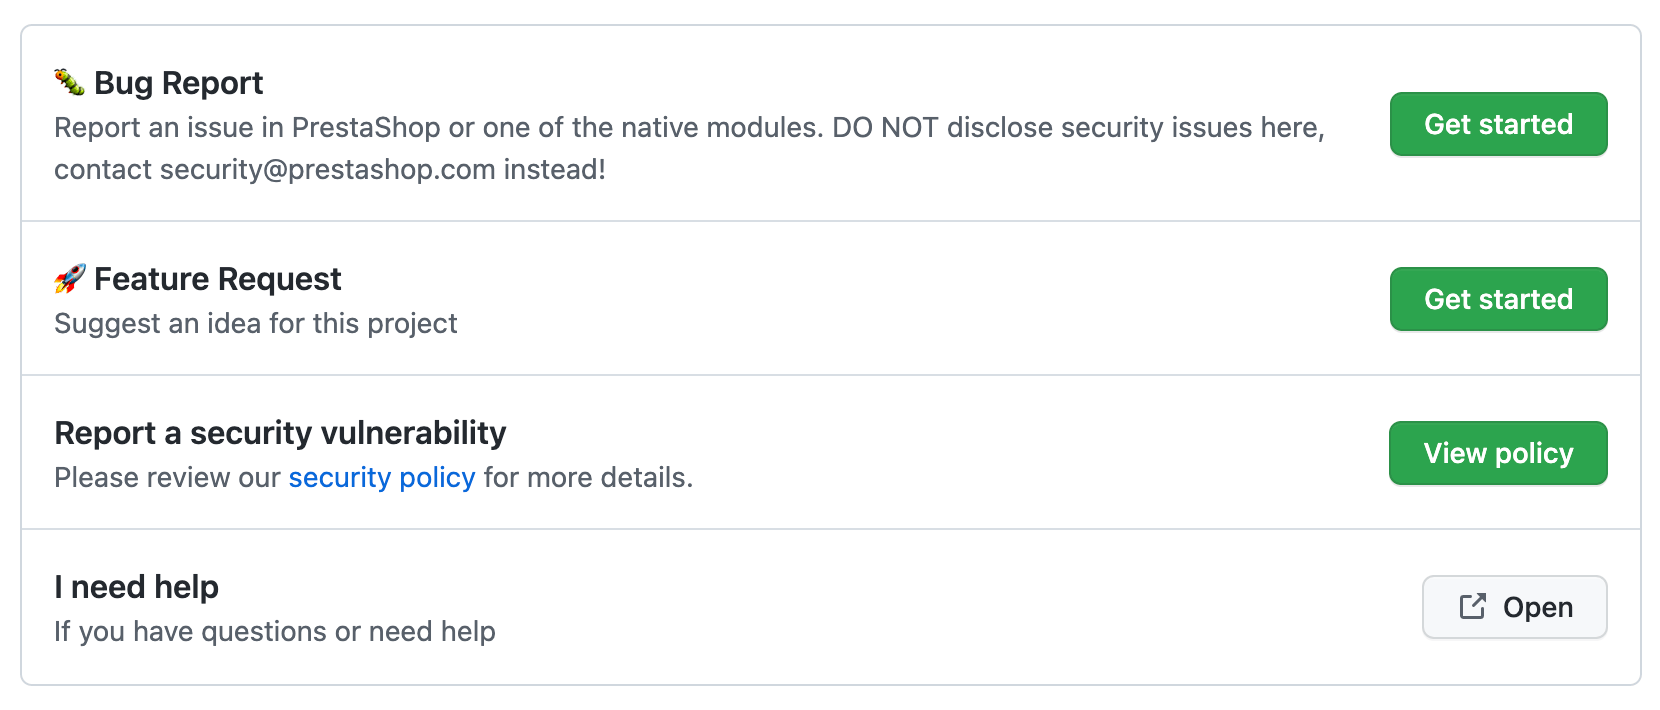 🐛 Bug Report
Report an issue in PrestaShop or one of the native modules. DO NOT disclose security issues here,
contact security@prestashop.com instead!
Get started
🚀 Feature Request
Suggest an idea for this project
Get started
Report a security vulnerability
Please review our security policy for more details.
View policy
I need help
If you have questions or need help
Open